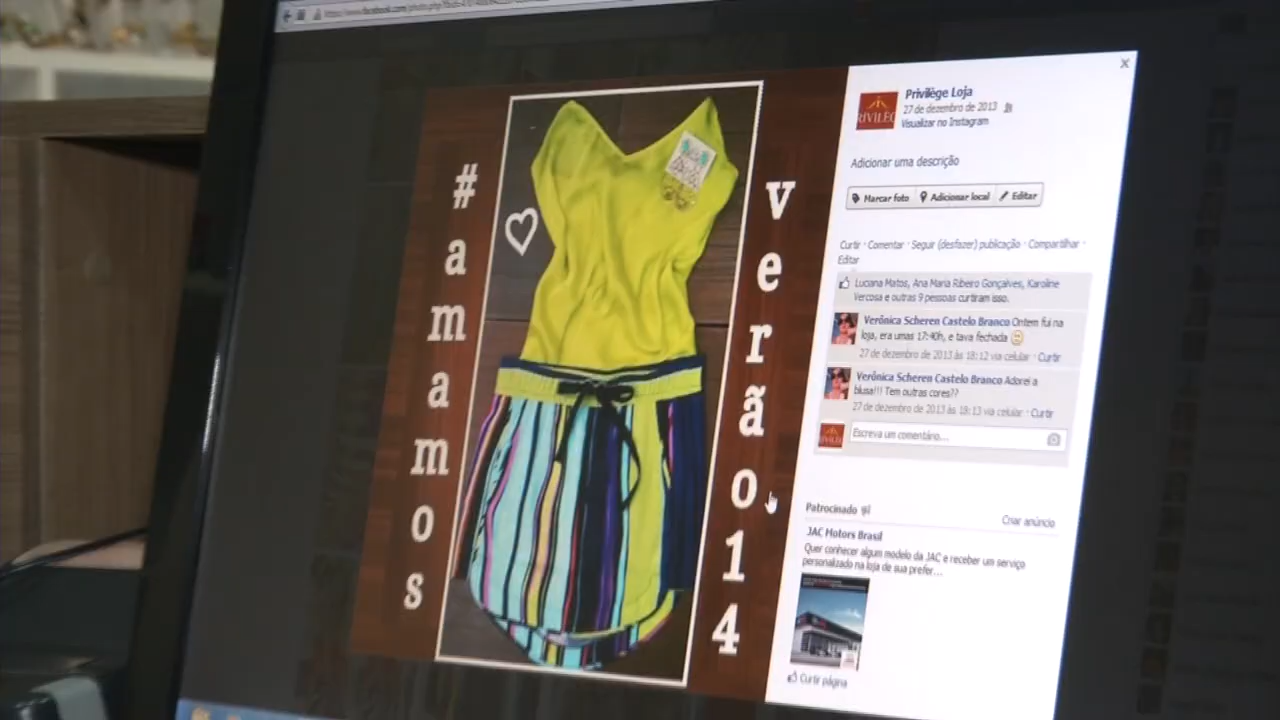 #amamos
verão14
Privilège Loja
27 de dezembro de 2013
Visualizar no Instagram
Adicionar uma descrição
Marcar foto Adicionar local Editar
Curtir · Comentar · Seguir (desfazer) publicação · Compartilhar ·
Editar
Luciana Matos, Ana Maria Ribeiro Gonçalves, Karoline
Vercosa e outras 9 pessoas curtiram isso.
Verônica Scheren Castelo Branco Ontem fui na
loja, era umas 17:40h, e tava fechada
27 de dezembro de 2013 às 18:12 via celular · Curtir
Verônica Scheren Castelo Branco Adorei a
blusa!!! Tem outras cores??
27 de dezembro de 2013 às 18:13 via celular · Curtir
Escreva um comentário...
Patrocinado
Criar anúncio
JAC Motors Brasil
Quer conhecer algum modelo da JAC e receber um serviço
personalizado na loja de sua prefer...
Curtir página